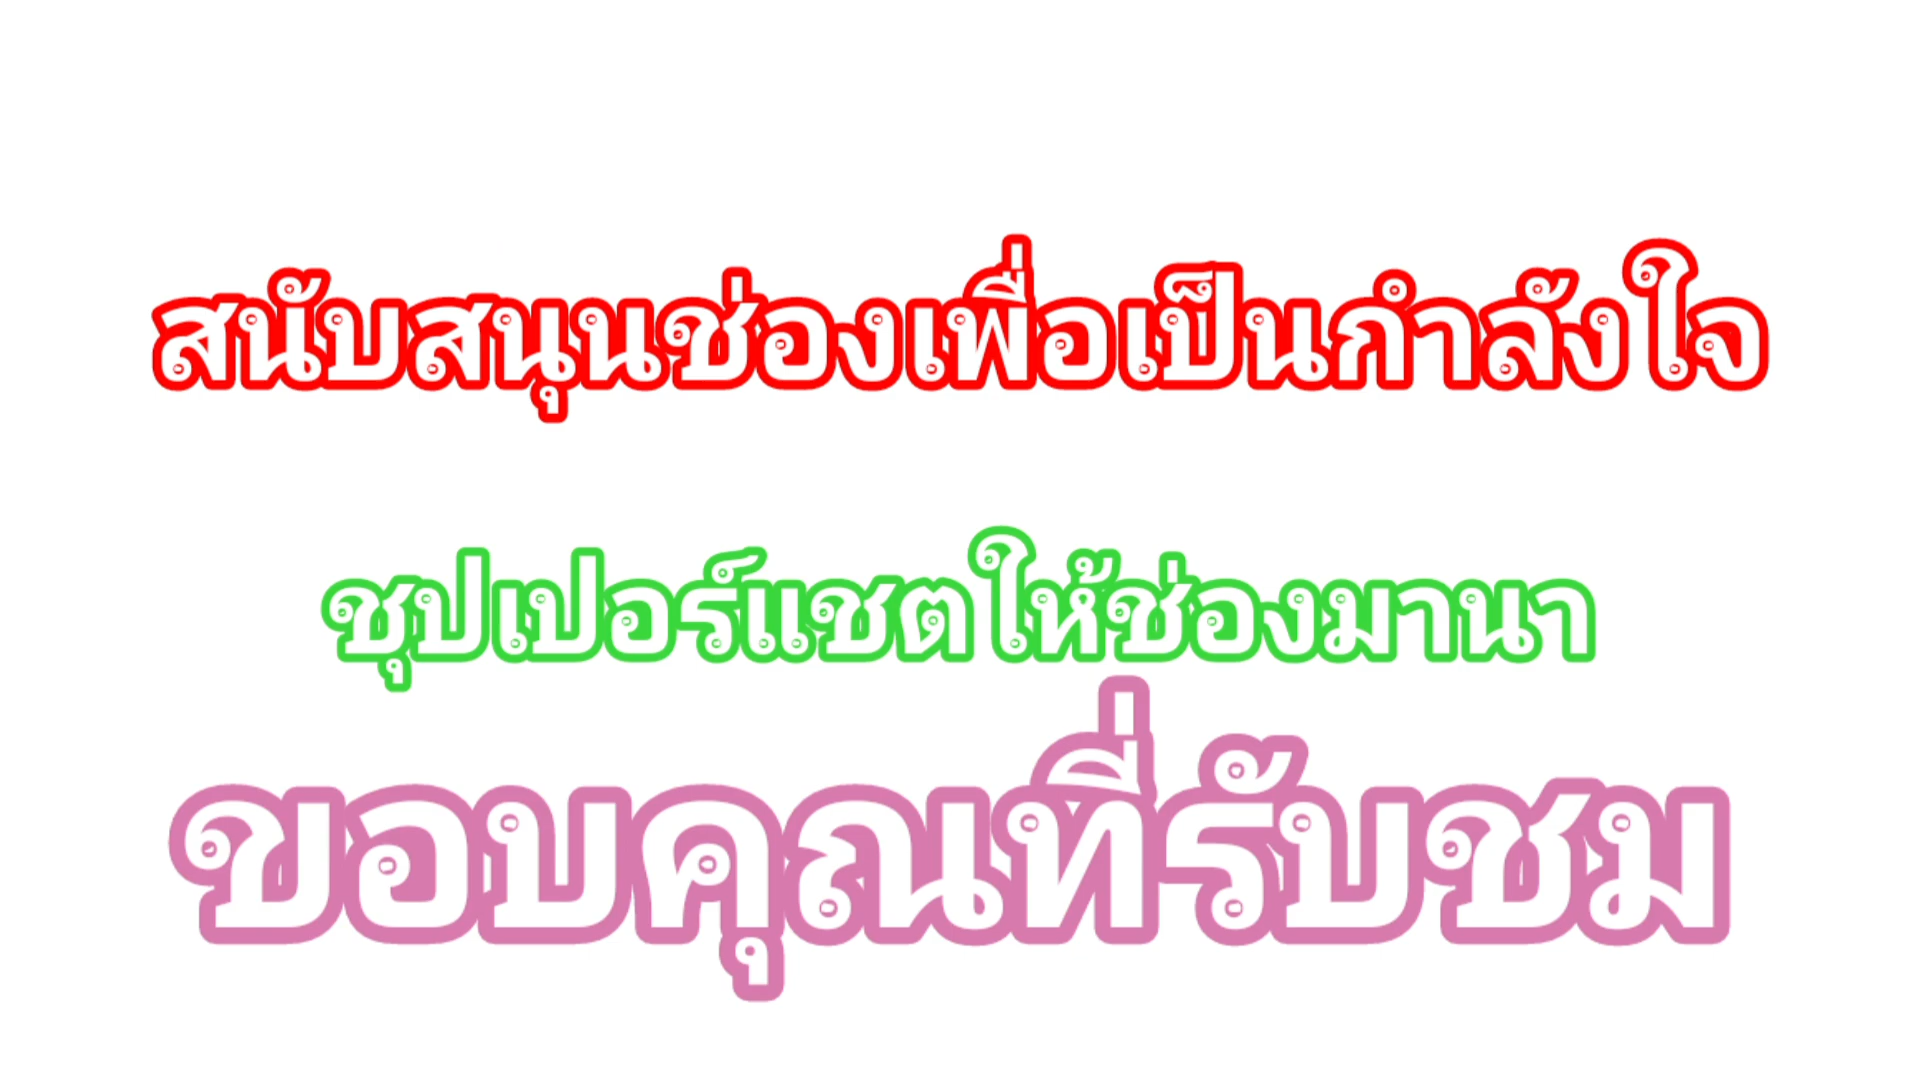 สนับสนุนช่องเพื่อเป็นกำลังใจ
ชุปเปอร์แชตให้ช่องมานา
ขอบคุณที่รับชม